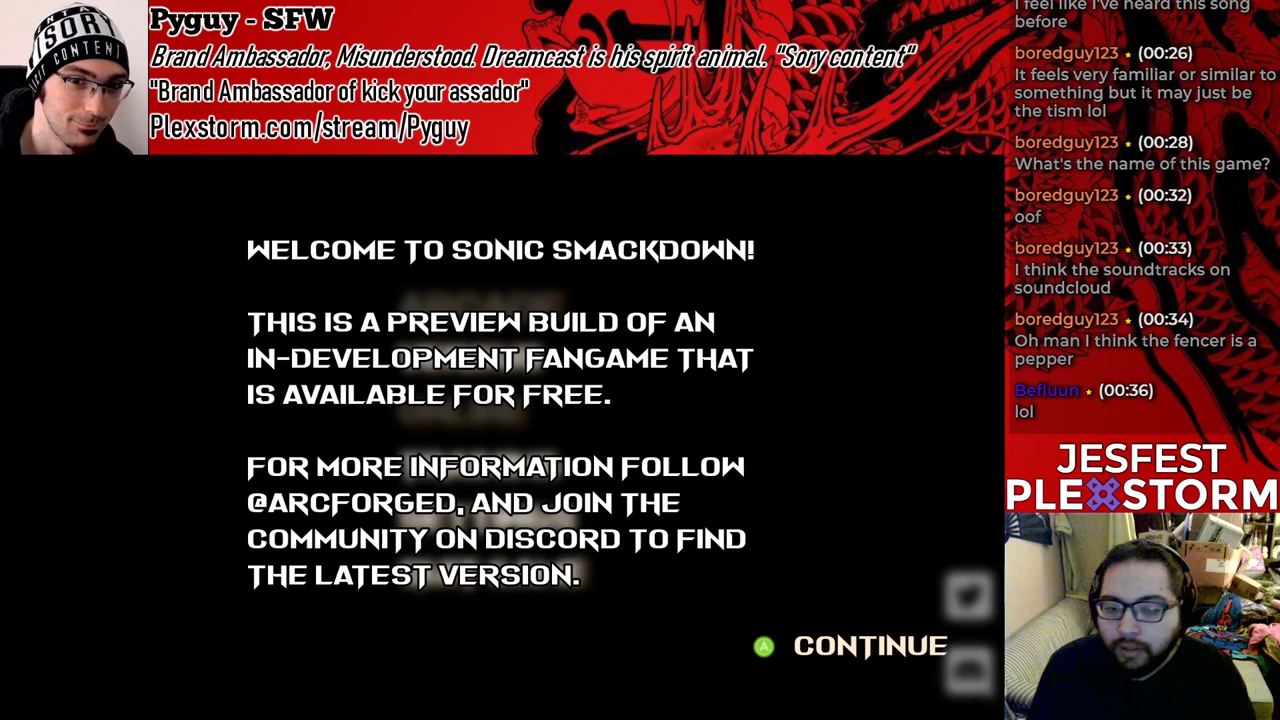 Pyguy - SFW
Brand Ambassador, Misunderstood. Dreamcast is his spirit animal. "Sory content"
"Brand Ambassador of kick your assador"
Plexstorm.com/stream/Pyguy
WELCOME TO SONIC SMACKDOWN!
THIS IS A PREVIEW BUILD OF AN
IN-DEVELOPMENT FANGAME THAT
IS AVAILABLE FOR FREE.
FOR MORE INFORMATION FOLLOW
@ARCFORGED, AND JOIN THE
COMMUNITY ON DISCORD TO FIND
THE LATEST VERSION.
A CONTINUE
I feel like I've heard this song
before
boredguy123 (00:26)
It feels very familiar or similar to
something but it may just be
the tism lol
boredguy123 (00:28)
What's the name of this game?
boredguy123 (00:32)
oof
boredguy123 (00:33)
I think the soundtracks on
soundcloud
boredguy123 (00:34)
Oh man I think the fencer is a
pepper
Befluun (00:36)
lol
JESFEST
PLEXSTORM